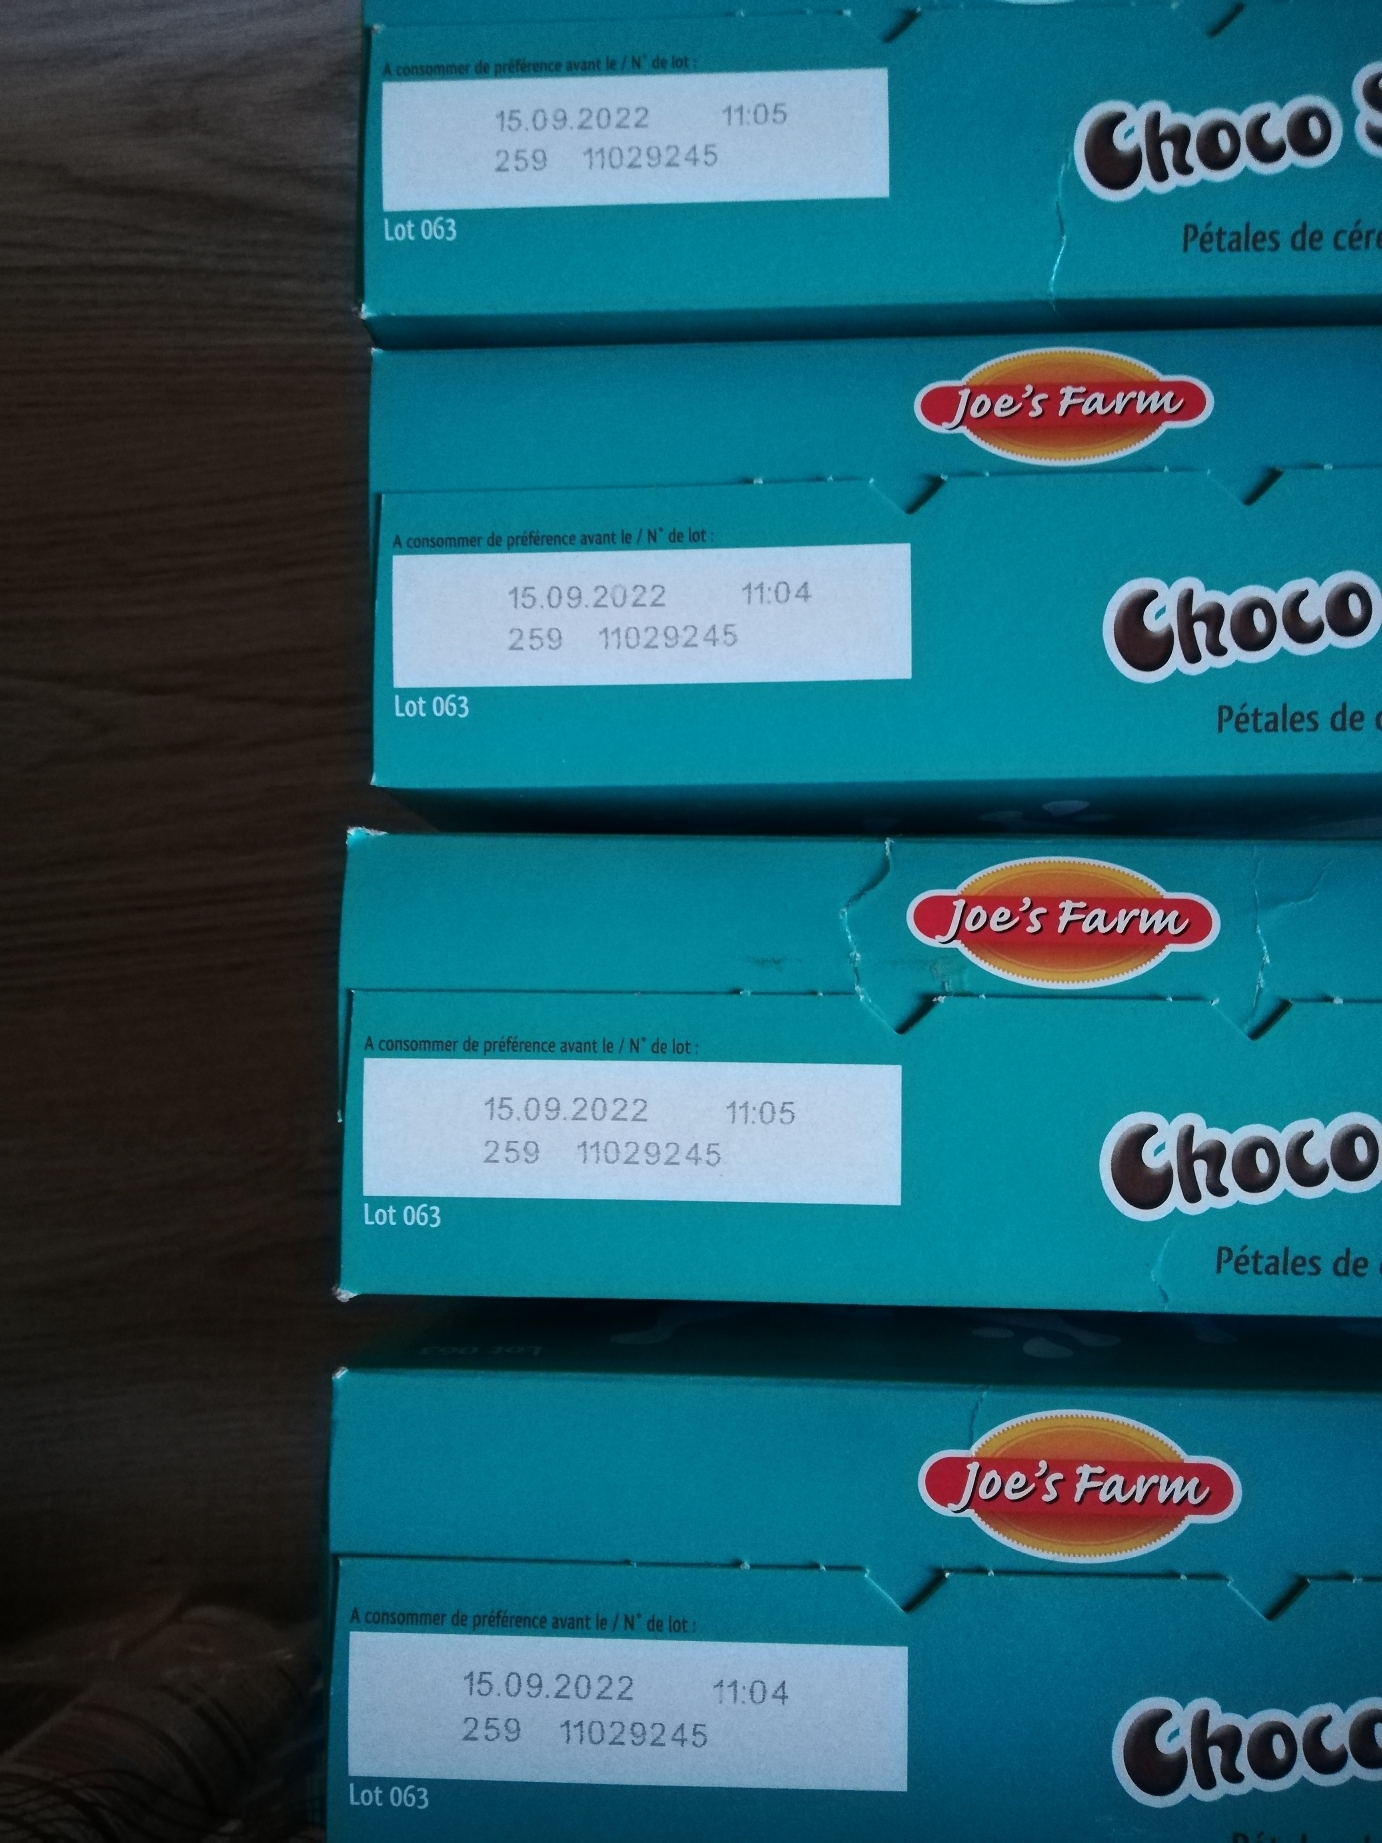 A consommer de préférence avant le / N° de lot :
15.09.2022 11:05
259 11029245
Lot 063
Choco
Pétales de
Joe's Farm
A consommer de préférence avant le / N° de lot :
15.09.2022 11:04
259 11029245
Lot 063
Choco
Pétales de
Joe's Farm
A consommer de préférence avant le / N° de lot :
15.09.2022 11:05
259 11029245
Lot 063
Choco
Pétales de
Lot 063
Joe's Farm
A consommer de préférence avant le / N° de lot :
15.09.2022 11:04
259 11029245
Lot 063
Choco